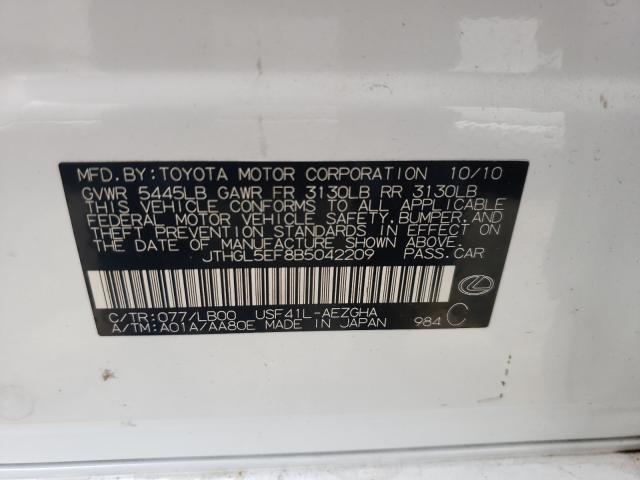 MFD. BY: TOYOTA MOTOR CORPORATION 10/10
GVWR 5445LB GAWR FR 3130LB RR 3130LB
THIS VEHICLE CONFORMS TO ALL APPLICABLE
FEDERAL MOTOR VEHICLE SAFETY, BUMPER, AND
THEFT PREVENTION STANDARDS IN EFFECT ON
THE DATE OF MANUFACTURE SHOWN ABOVE.
JTHGL5EF8B5042209 PASS. CAR
C/TR: 077/LB00 USF41L-AEZGHA
A/TM: A01A/AA80E MADE IN JAPAN 984 C